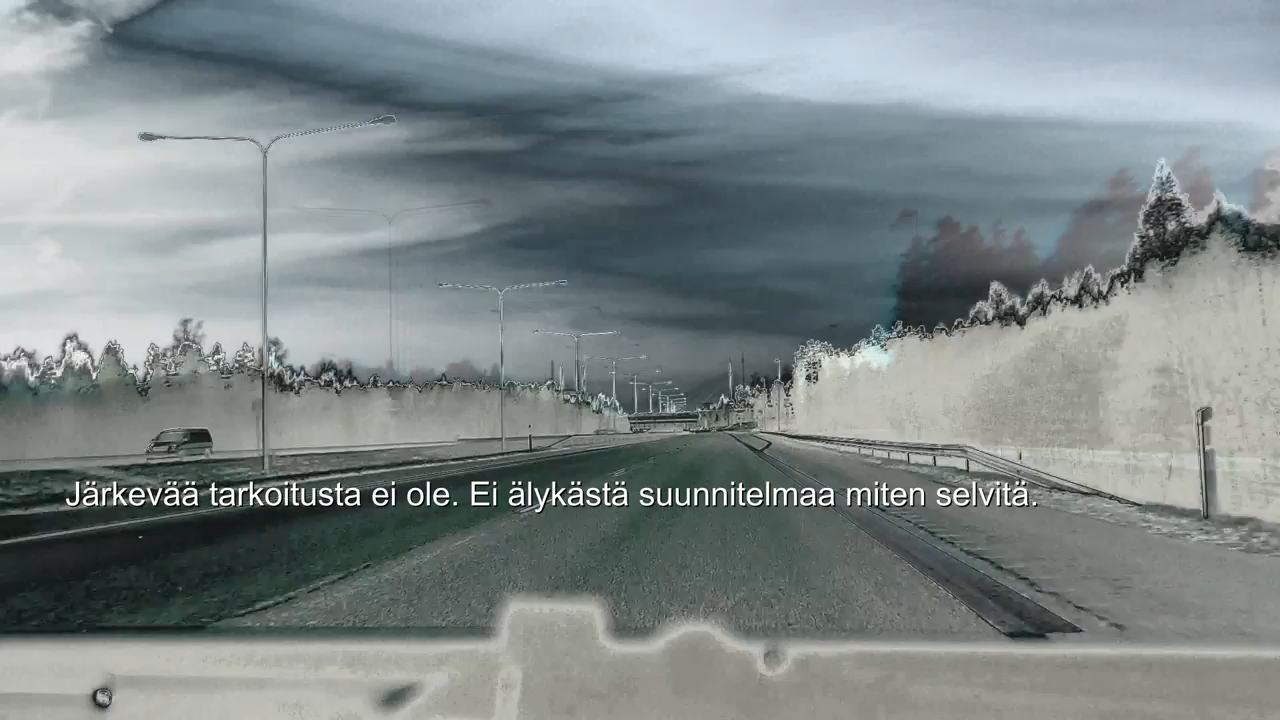 Järkevää tarkoitusta ei ole. Ei älykästä suunnitelmaa miten selvitä.